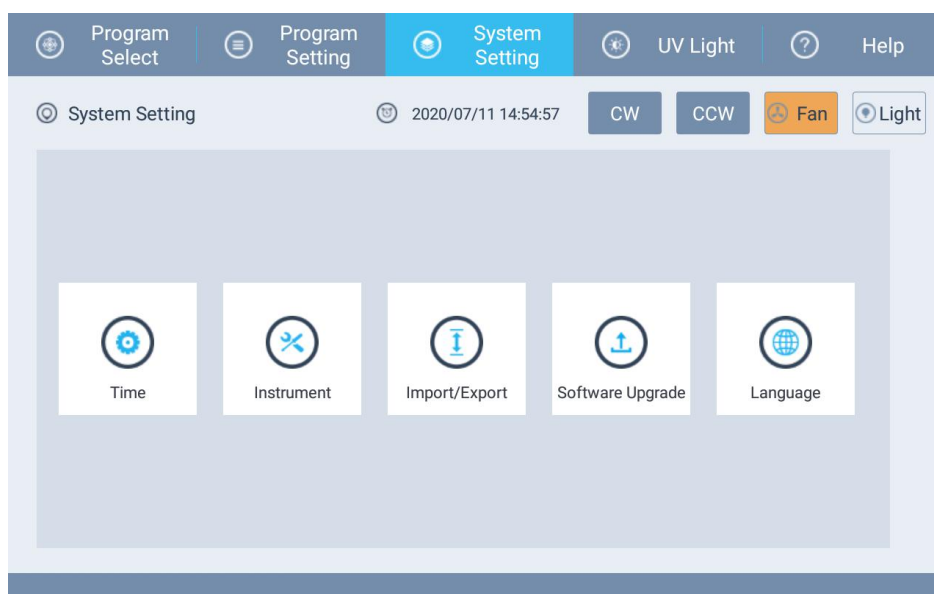 Program
Select
Program
Setting
System
Setting
UV Light
? Help
System Setting
2020/07/11 14:54:57
CW
CCW
Fan
Light
Time
Instrument
Import/Export
Software Upgrade
Language